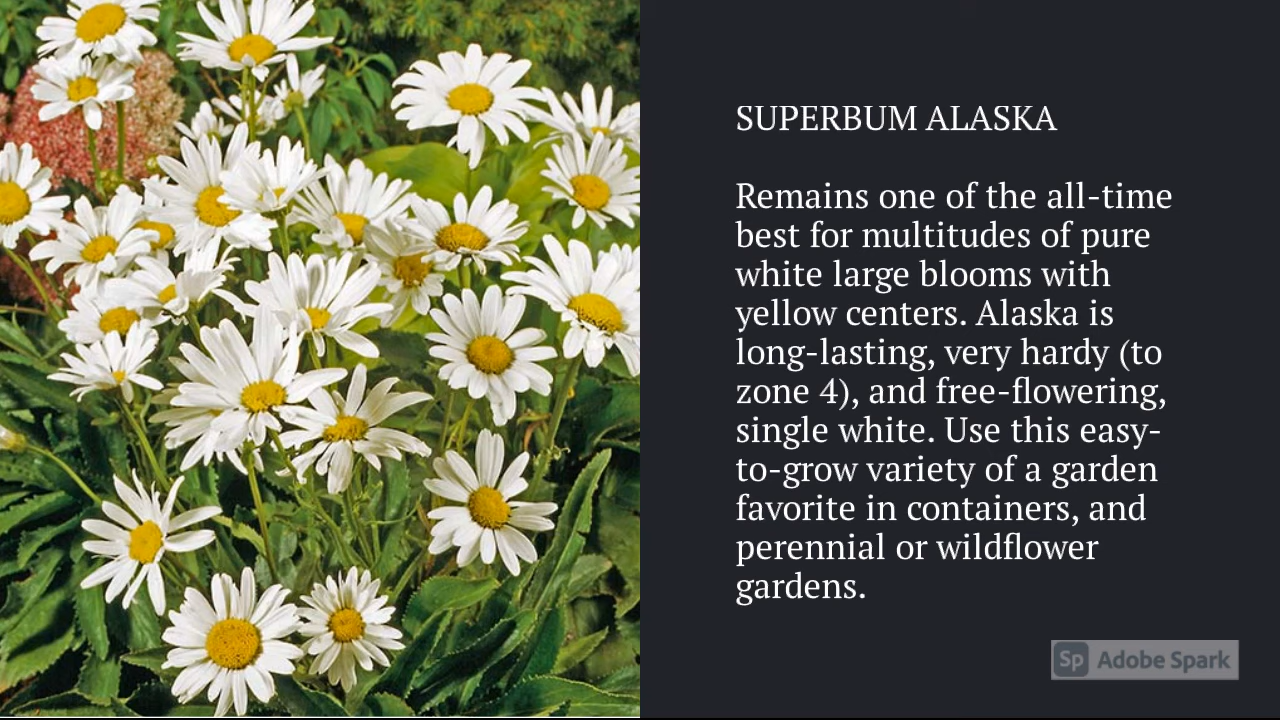 SUPERBUM ALASKA
Remains one of the all-time
best for multitudes of pure
white large blooms with
yellow centers. Alaska is
long-lasting, very hardy (to
zone 4), and free-flowering,
single white. Use this easy-
to-grow variety of a garden
favorite in containers, and
perennial or wildflower
gardens.
Sp Adobe Spark